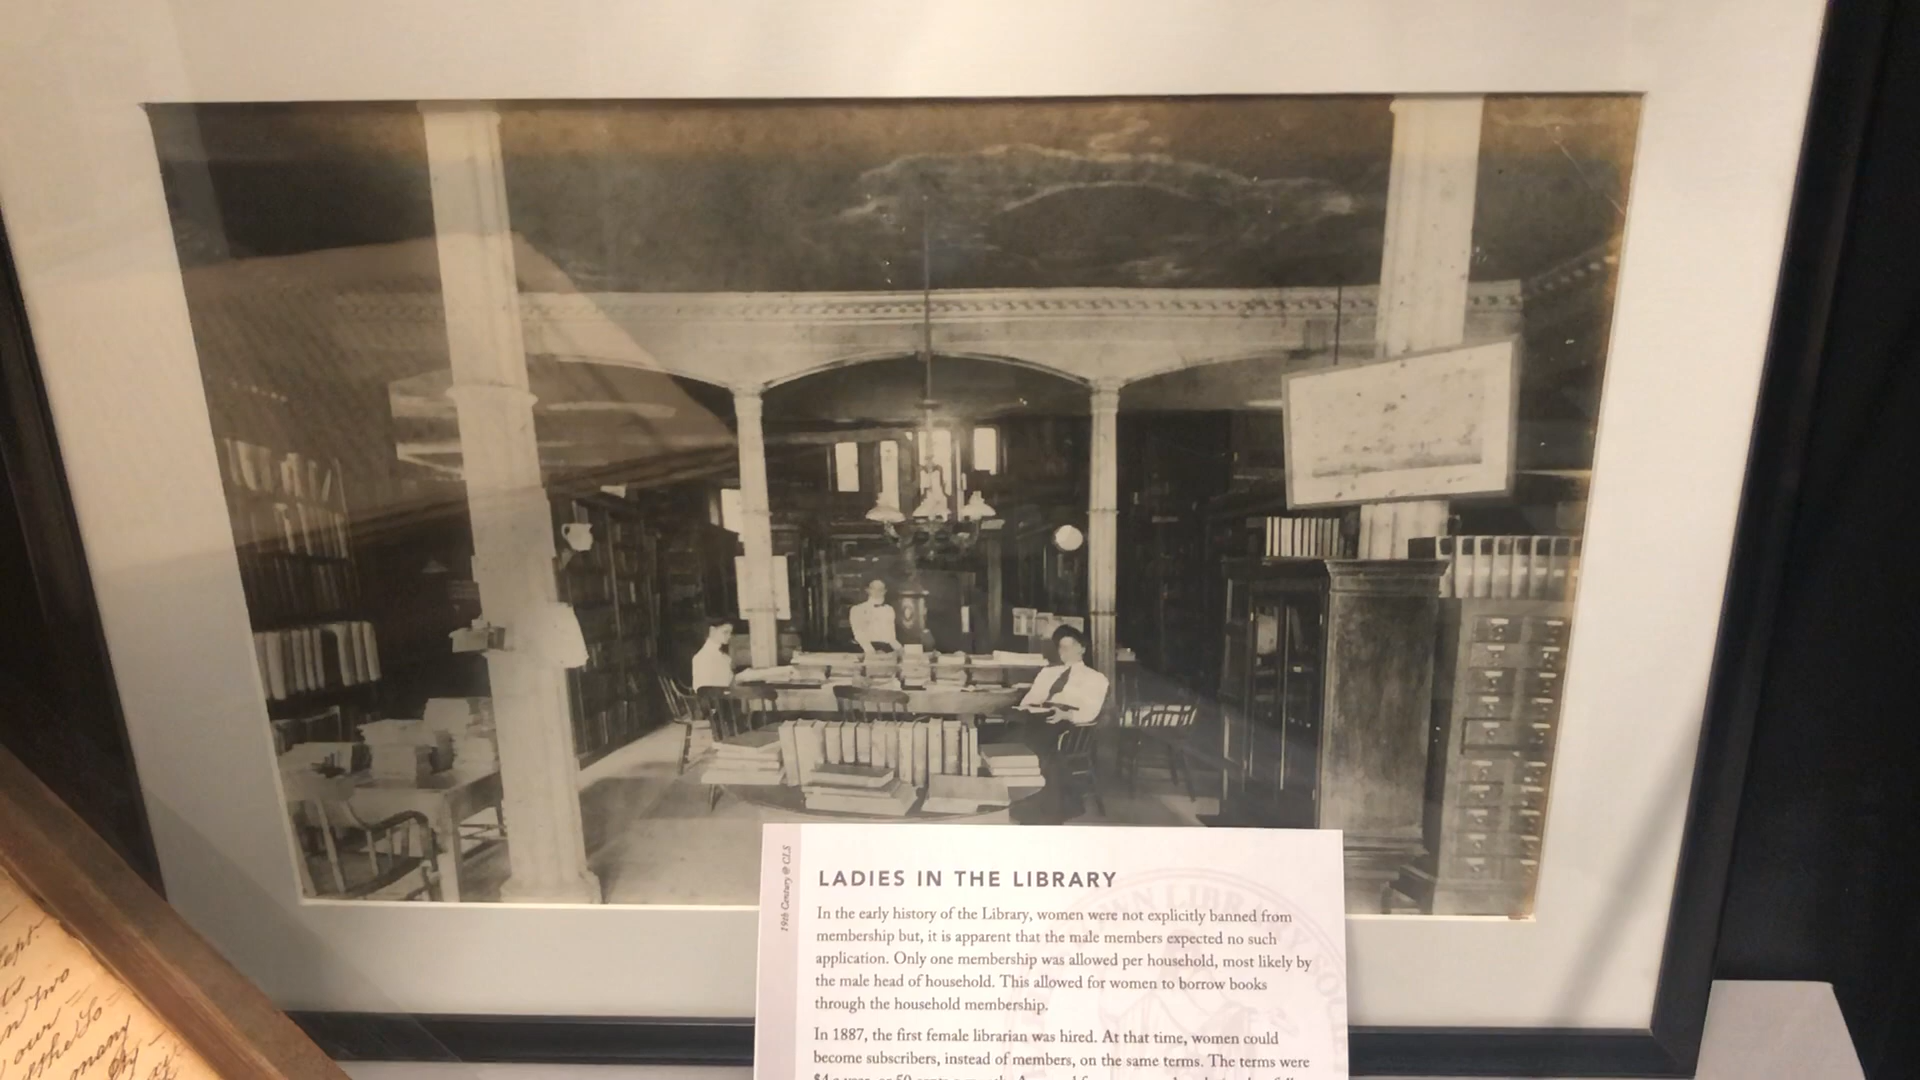 LADIES IN THE LIBRARY
19th Century @ CLS
In the early history of the Library, women were not explicitly banned from
membership but, it is apparent that the male members expected no such
application. Only one membership was allowed per household, most likely by
the male head of household. This allowed for women to borrow books
through the household membership.
In 1887, the first female librarian was hired. At that time, women could
become subscribers, instead of members, on the same terms. The terms were
two
our
many